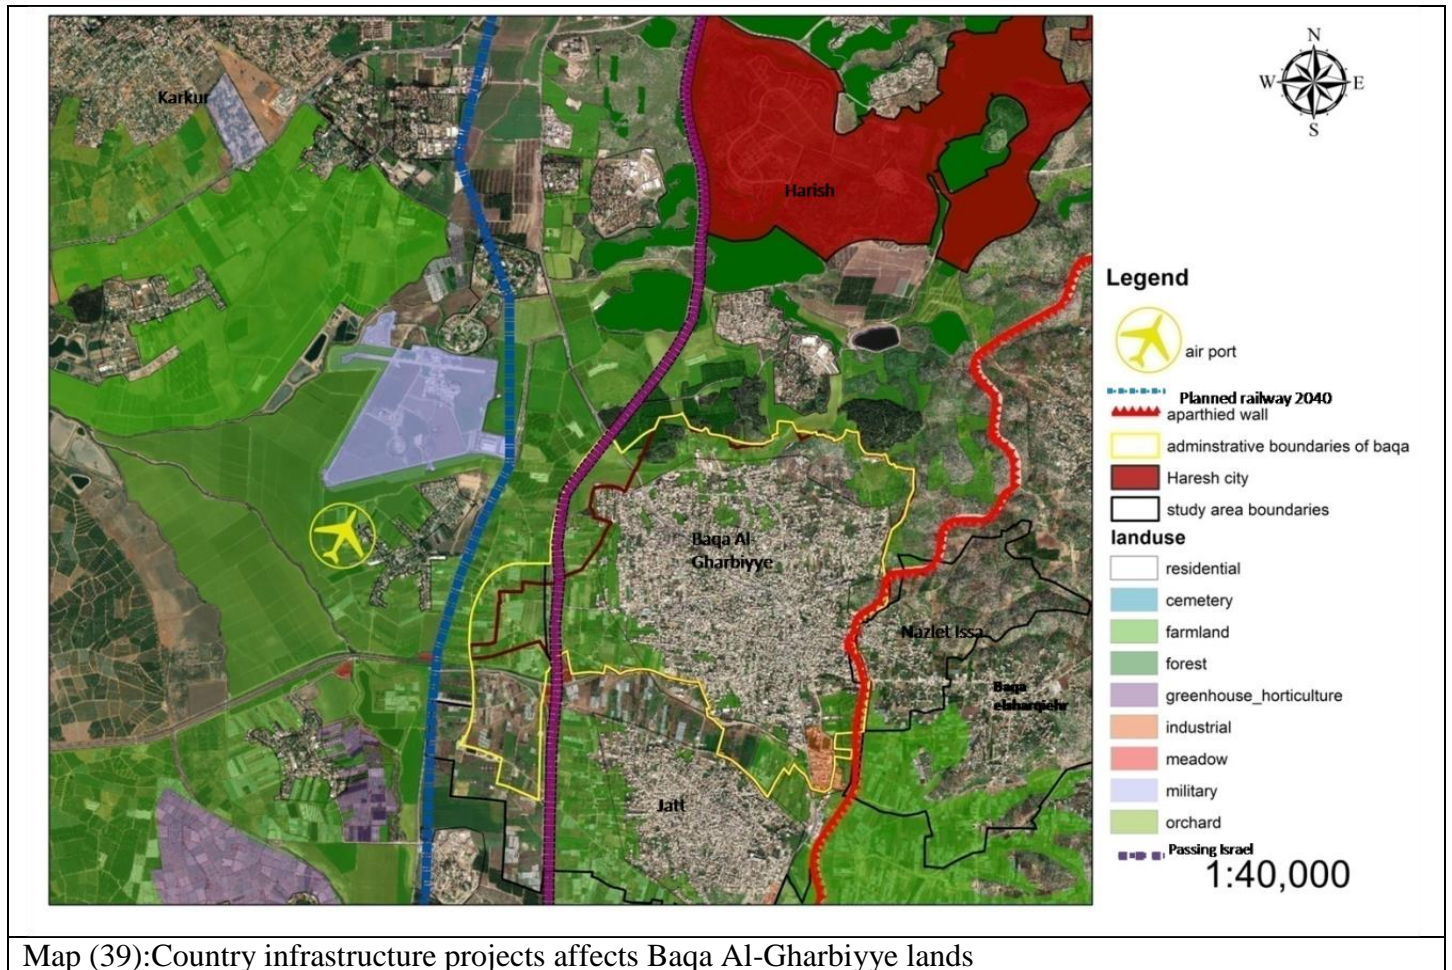 Karkur
Harish
Baqa Al-
Gharbiyye
Nazlet Issa
Baqa
elsharqiehr
Jatt
N
W
E
S
Legend
air port
Planned railway 2040
aparthied wall
adminstrative boundaries of baqa
Haresh city
study area boundaries
landuse
residential
cemetery
farmland
forest
greenhouse_horticulture
industrial
meadow
military
orchard
Passing Israel
1:40,000
Map (39):Country infrastructure projects affects Baqa Al-Gharbiyye lands